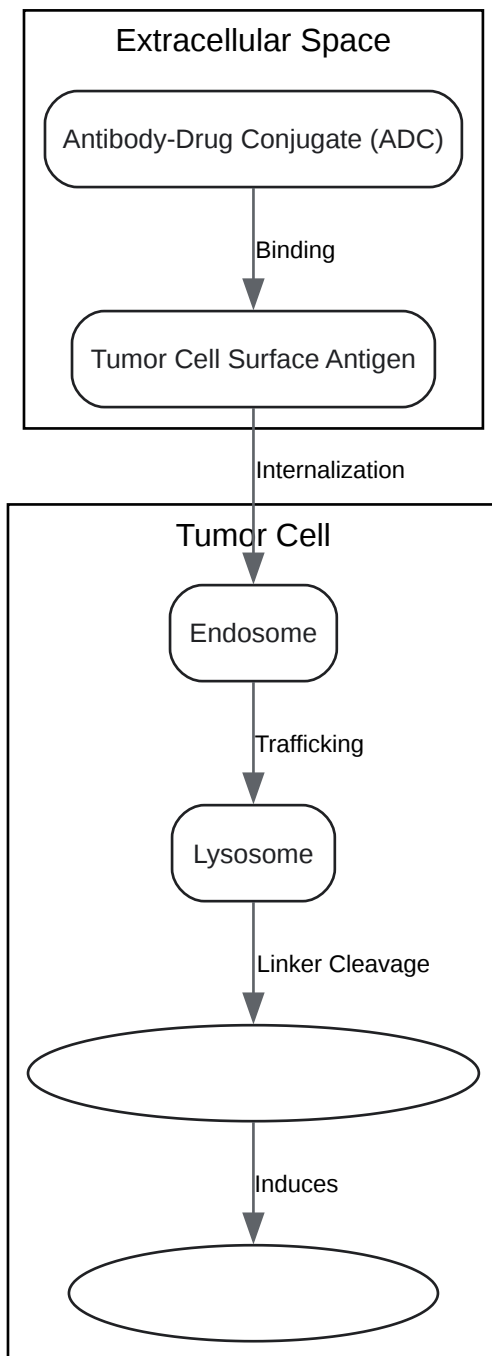 Extracellular Space
Antibody-Drug Conjugate (ADC)
Binding
Tumor Cell Surface Antigen
Internalization
Tumor Cell
Endosome
Trafficking
Lysosome
Linker Cleavage
Induces